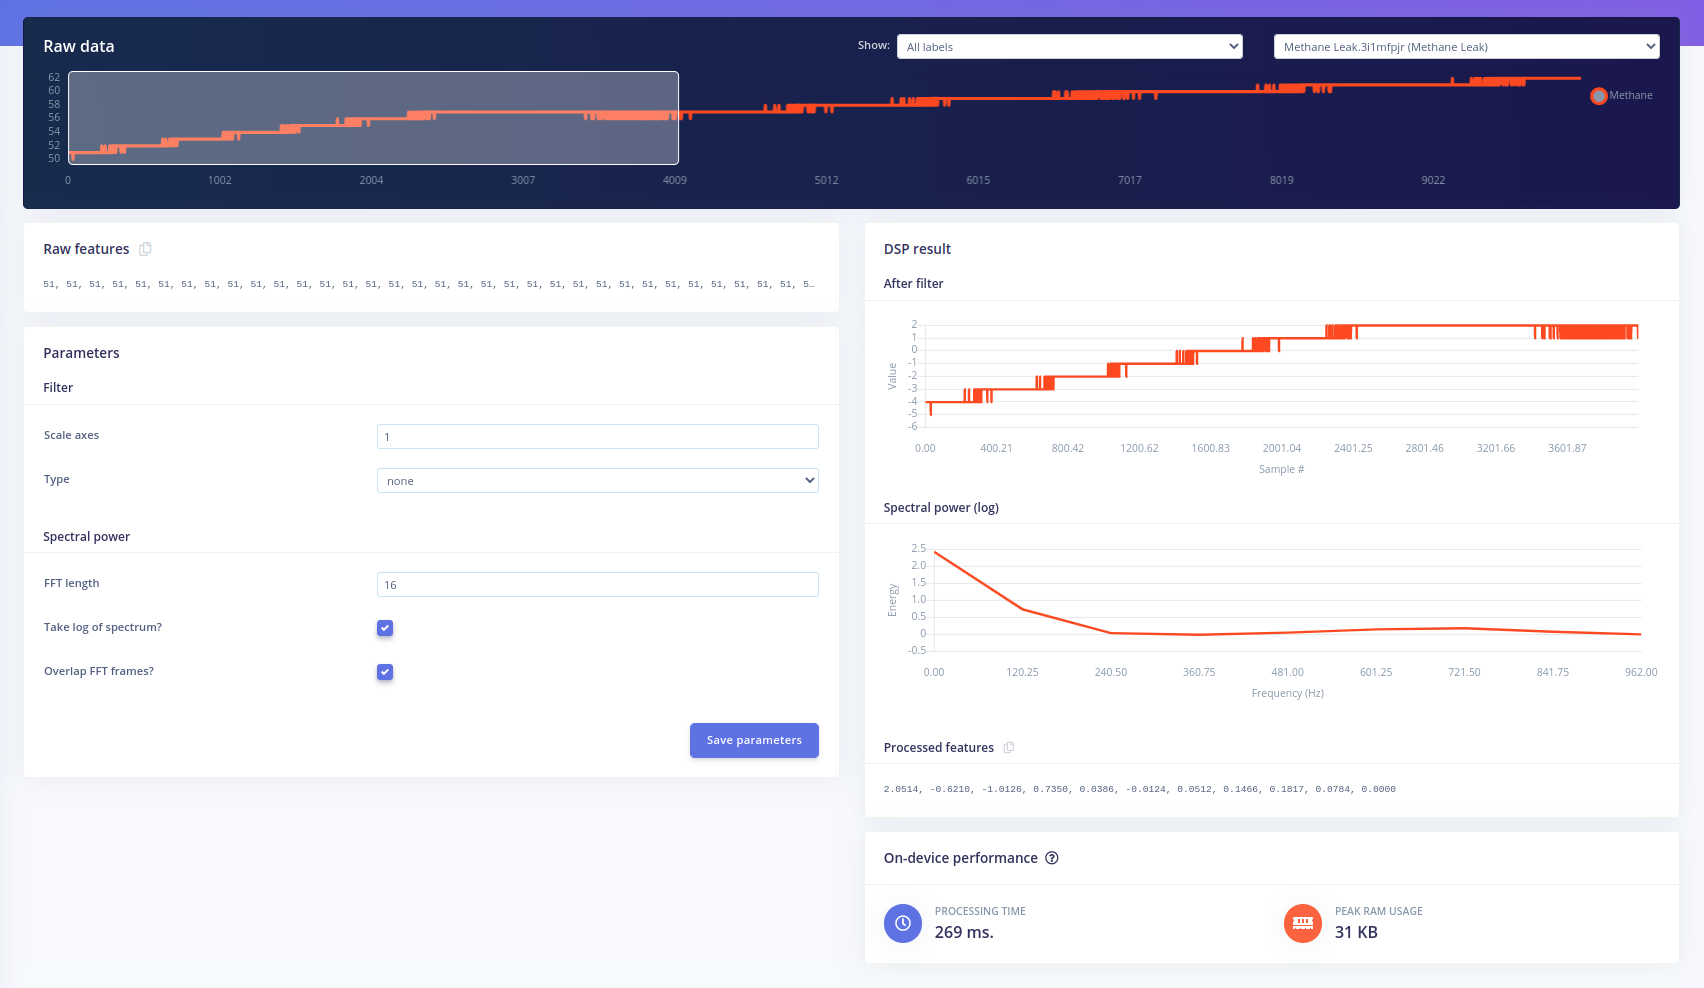 Raw data
Show: All labels Methane Leak.3i1mfpjr (Methane Leak)
62
60
58
56
54
52
50
Methane
0 1002 2004 3007 4009 5012 6015 7017 8019 9022
Raw features
51, 51, 51, 51, 51, 51, 51, 51, 51, 51, 51, 51, 51, 51, 51, 51, 51, 51, 51, 51, 51, 51, 51, 51, 51, 51, 51, 51, 51, 51, 51, 51, 51, 5…
Parameters
Filter
Scale axes 1
Type none
Spectral power
FFT length 16
Take log of spectrum?
Overlap FFT frames?
Save parameters
DSP result
After filter
Value
2
1
0
-1
-2
-3
-4
-5
-6
0.00 400.21 800.42 1200.62 1600.83 2001.04 2401.25 2801.46 3201.66 3601.87
Sample #
Spectral power (log)
Energy
2.5
2.0
1.5
1.0
0.5
0
-0.5
0.00 120.25 240.50 360.75 481.00 601.25 721.50 841.75 962.00
Frequency (Hz)
Processed features
2.0514, -0.6210, -1.0126, 0.7350, 0.0386, -0.0124, 0.0512, 0.1466, 0.1817, 0.0784, 0.0000
On-device performance ?
PROCESSING TIME
269 ms.
PEAK RAM USAGE
31 KB